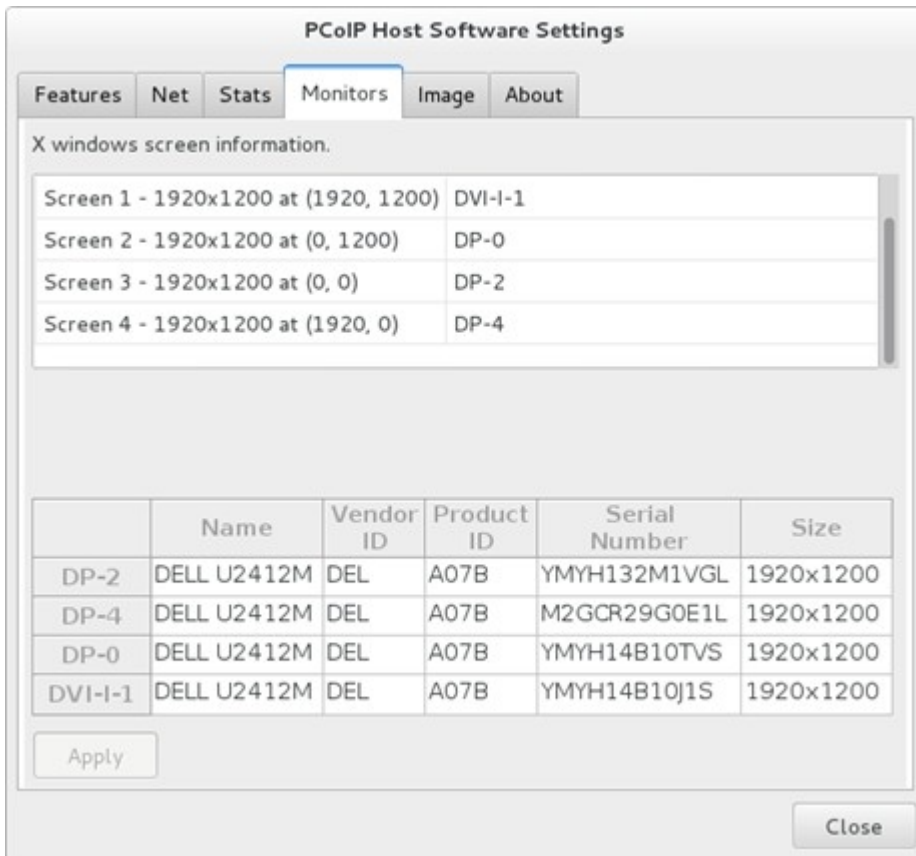 PCoIP Host Software Settings
Features Net Stats Monitors Image About
X windows screen information.
Screen 1 - 1920x1200 at (1920, 1200) DVI-I-1
Screen 2 - 1920x1200 at (0, 1200) DP-0
Screen 3 - 1920x1200 at (0, 0) DP-2
Screen 4 - 1920x1200 at (1920, 0) DP-4
Name Vendor ID Product ID Serial Number Size
DP-2 DELL U2412M DEL A07B YMYH132M1VGL 1920x1200
DP-4 DELL U2412M DEL A07B M2GCR29G0E1L 1920x1200
DP-0 DELL U2412M DEL A07B YMYH14B10TVS 1920x1200
DVI-I-1 DELL U2412M DEL A07B YMYH14B10J1S 1920x1200
Apply
Close